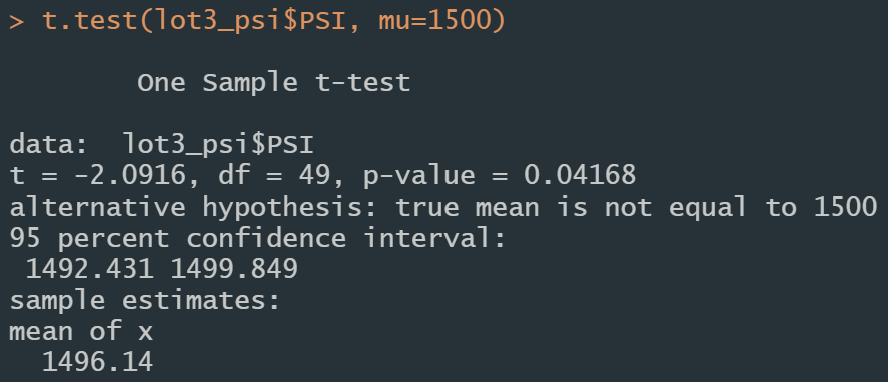 > t.test(lot3_psi$PSI, mu=1500)
One Sample t-test
data:  lot3_psi$PSI
t = -2.0916, df = 49, p-value = 0.04168
alternative hypothesis: true mean is not equal to 1500
95 percent confidence interval:
 1492.431 1499.849
sample estimates:
mean of x
  1496.14